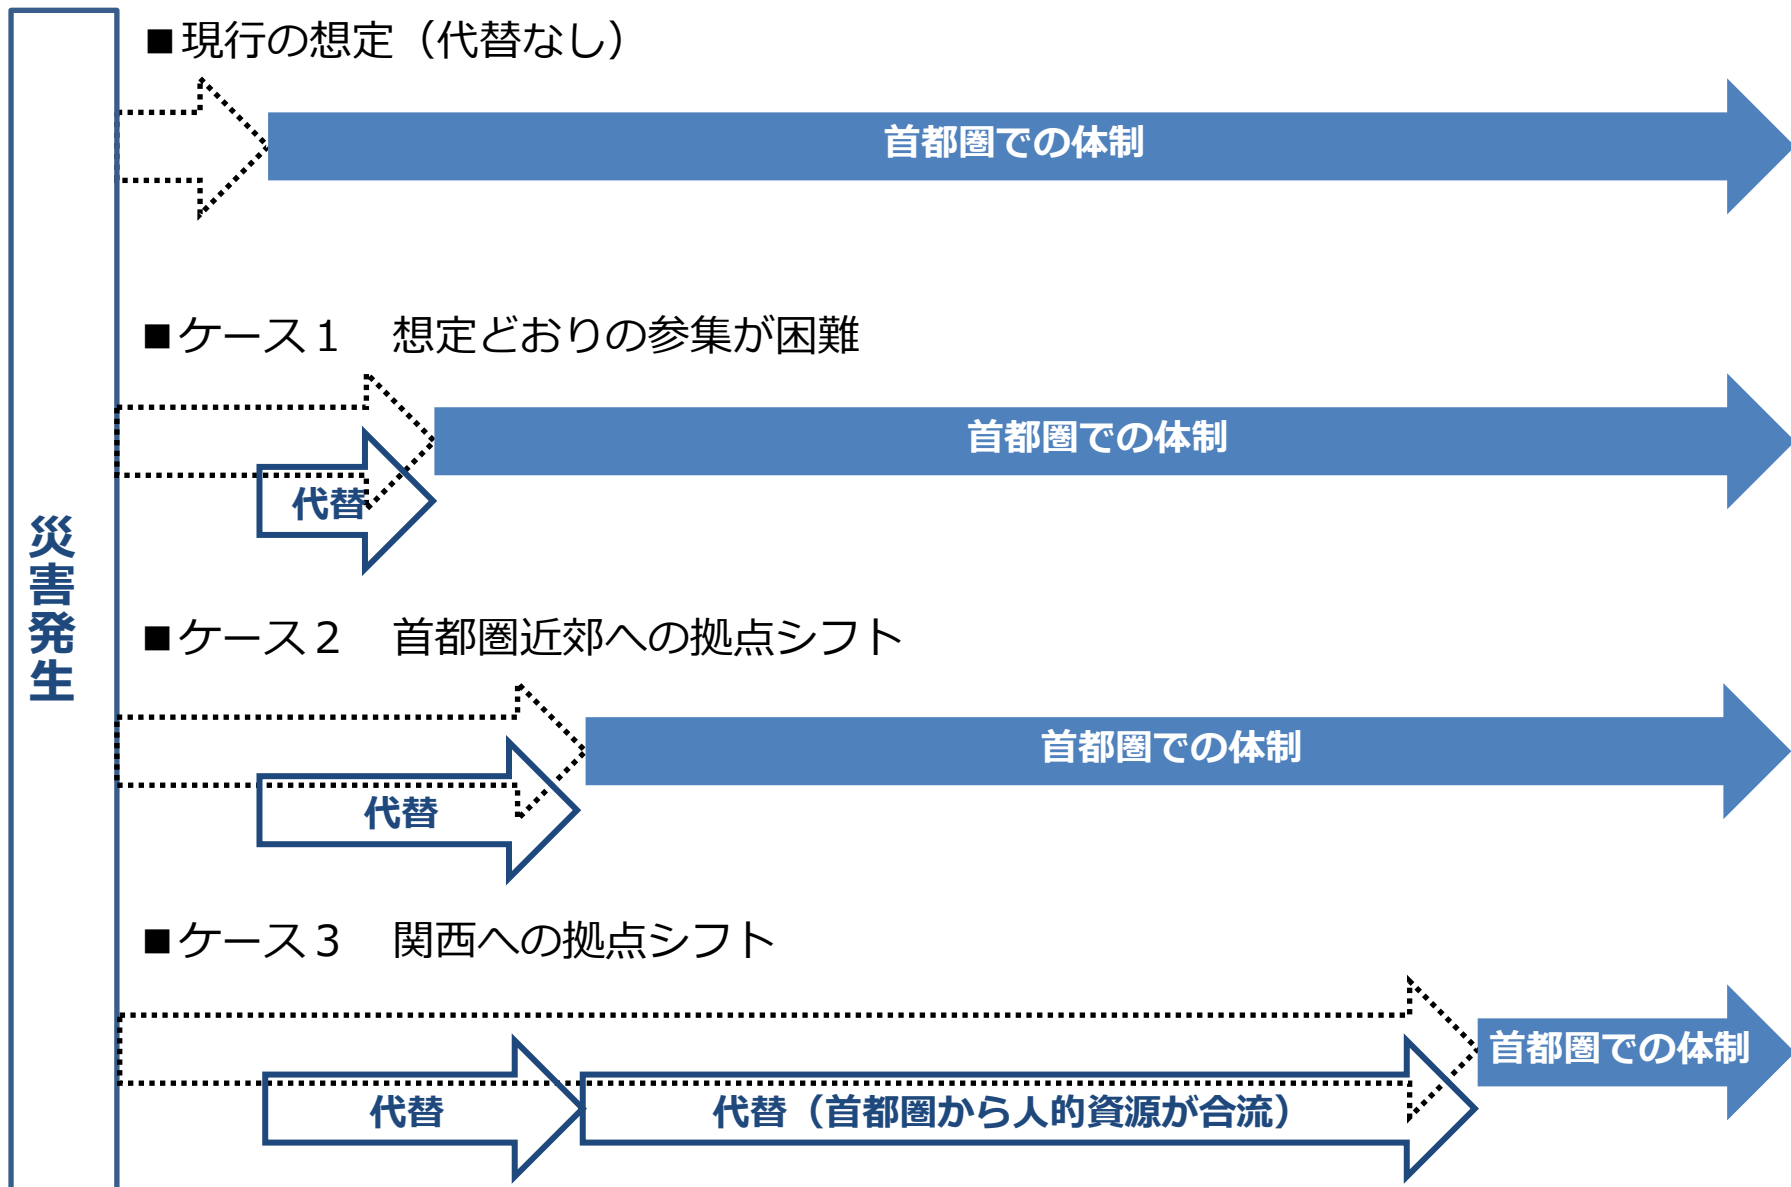 災害発生
■現行の想定（代替なし）
首都圏での体制
■ケース１　想定どおりの参集が困難
首都圏での体制
代替
■ケース２　首都圏近郊への拠点シフト
首都圏での体制
代替
■ケース３　関西への拠点シフト
首都圏での体制
代替
代替（首都圏から人的資源が合流）